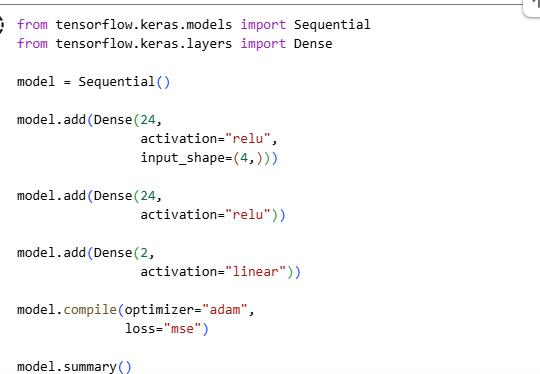 from tensorflow.keras.models import Sequential
from tensorflow.keras.layers import Dense
model = Sequential()
model.add(Dense(24,
activation="relu",
input_shape=(4,)))
model.add(Dense(24,
activation="relu"))
model.add(Dense(2,
activation="linear"))
model.compile(optimizer="adam",
loss="mse")
model.summary()